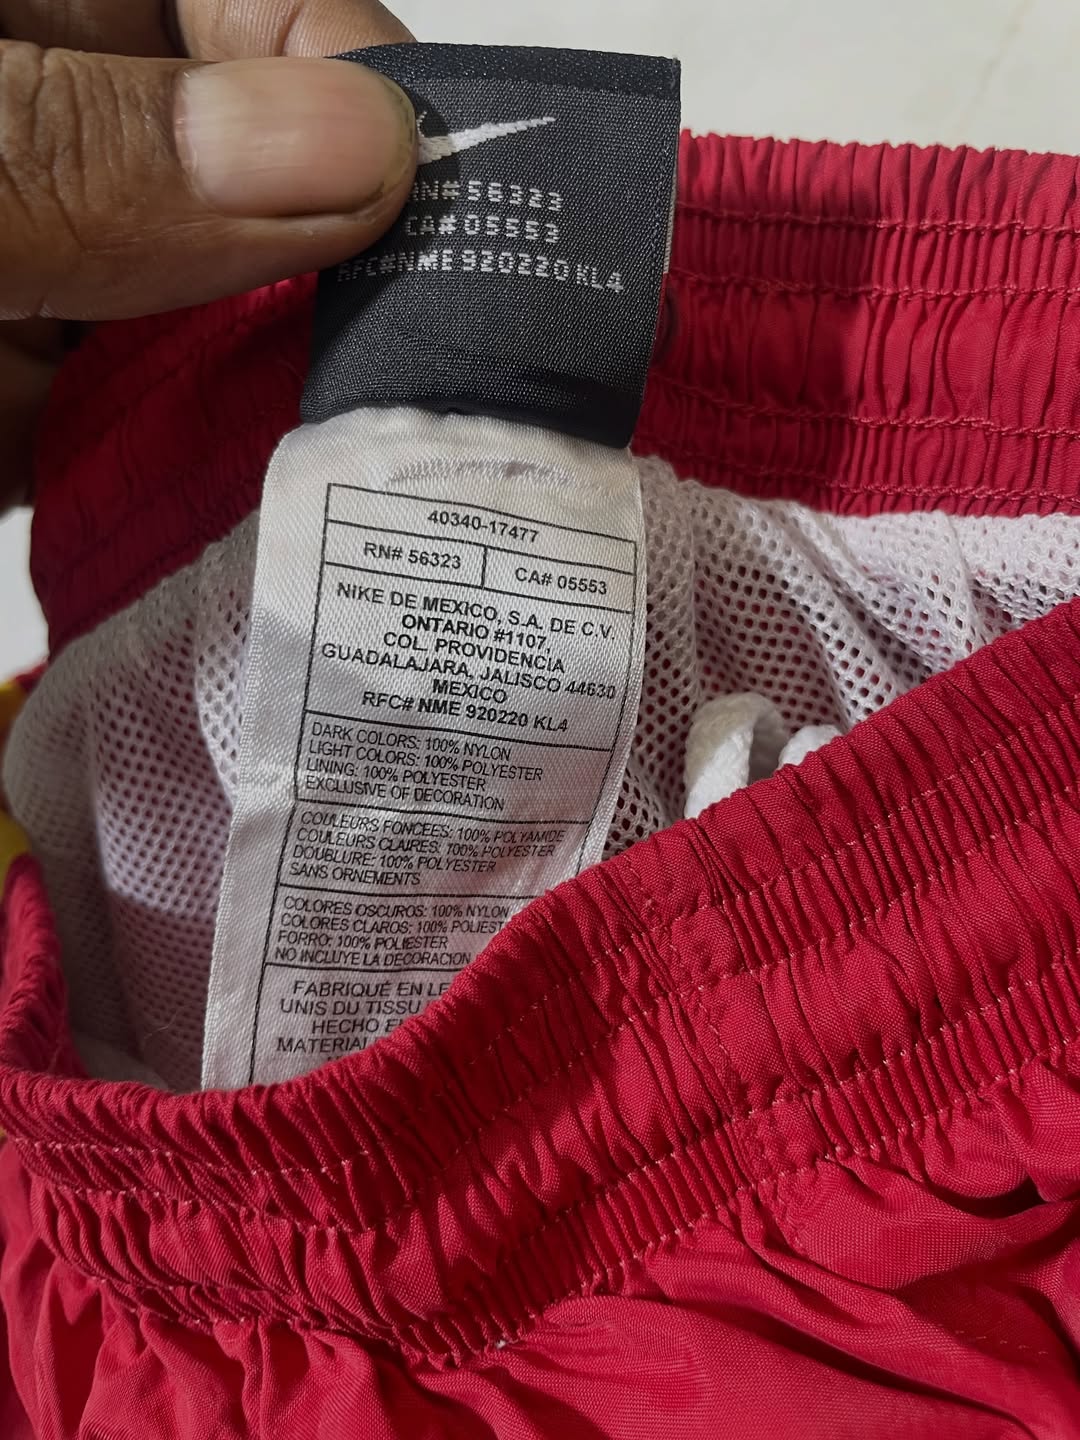 RN# 56323
CA# 05553
RFC#NME 920220 KL4
40340-17477
RN# 56323
CA# 05553
NIKE DE MEXICO, S.A. DE C.V.
ONTARIO #1107,
COL. PROVIDENCIA
GUADALAJARA, JALISCO 44630
MEXICO
RFC# NME 920220 KL4
DARK COLORS: 100% NYLON
LIGHT COLORS: 100% POLYESTER
LINING: 100% POLYESTER
EXCLUSIVE OF DECORATION
COULEURS FONCEES: 100% POLYAMIDE
COULEURS CLAIRES: 100% POLYESTER
DOUBLURE: 100% POLYESTER
SANS ORNEMENTS
COLORES OSCUROS: 100% NYLON
COLORES CLAROS: 100% POLIEST
FORRO: 100% POLIESTER
NO INCLUYE LA DECORACION
FABRIQUÉ EN
UNIS DU TISSU
HECHO
MATERIAL